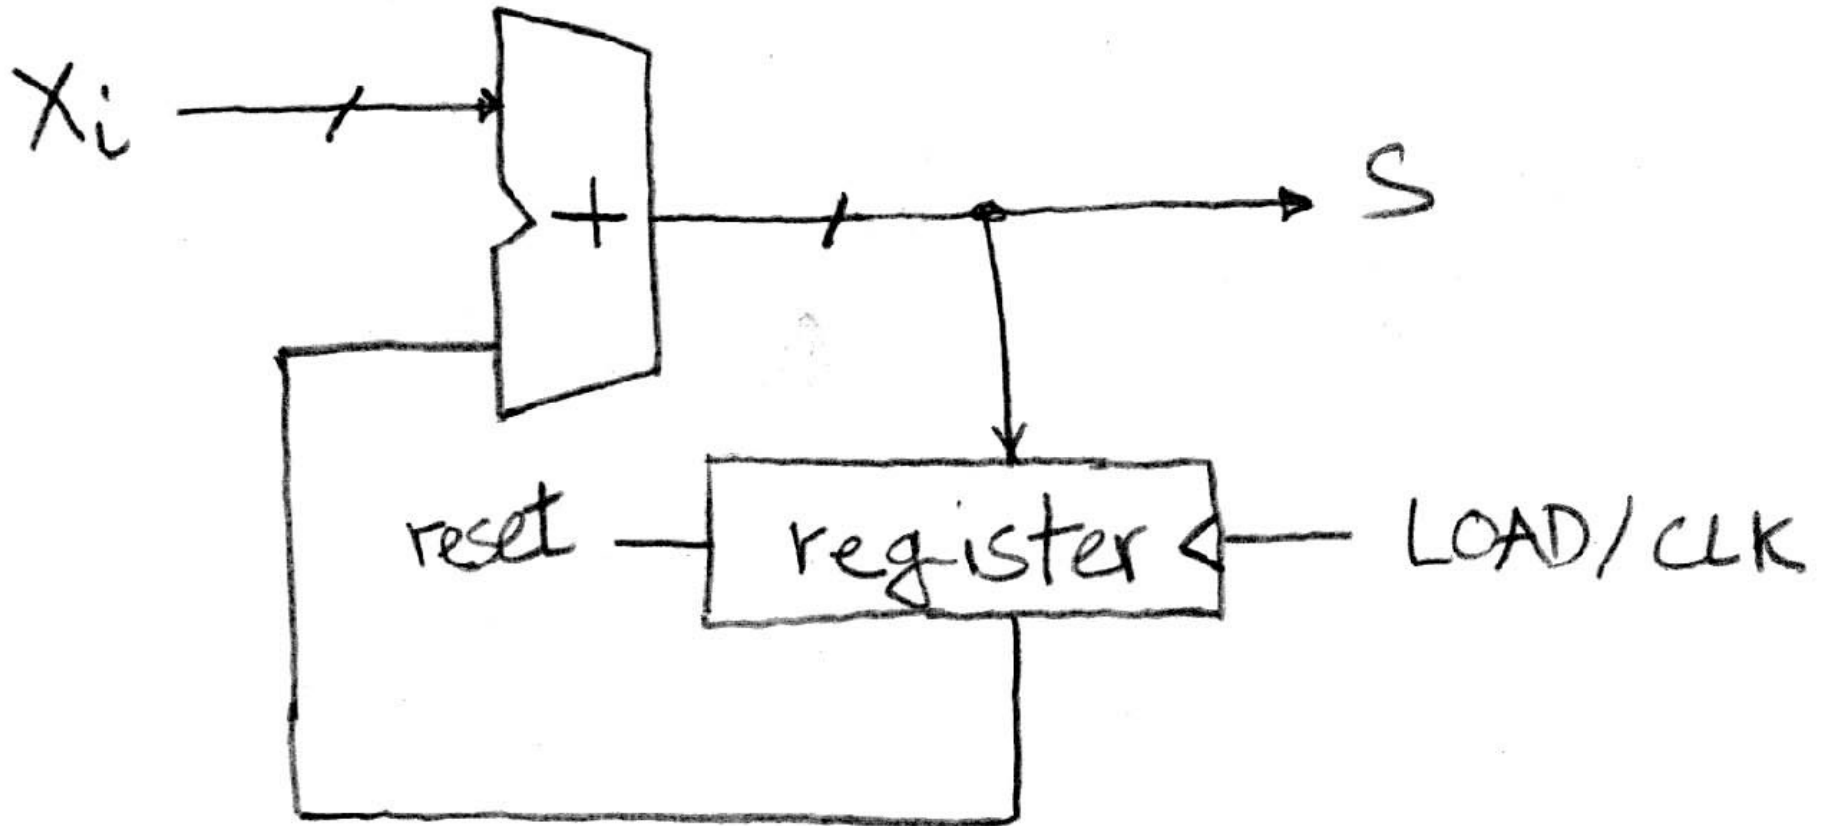 Xi
+
S
reset
register
LOAD/CLK